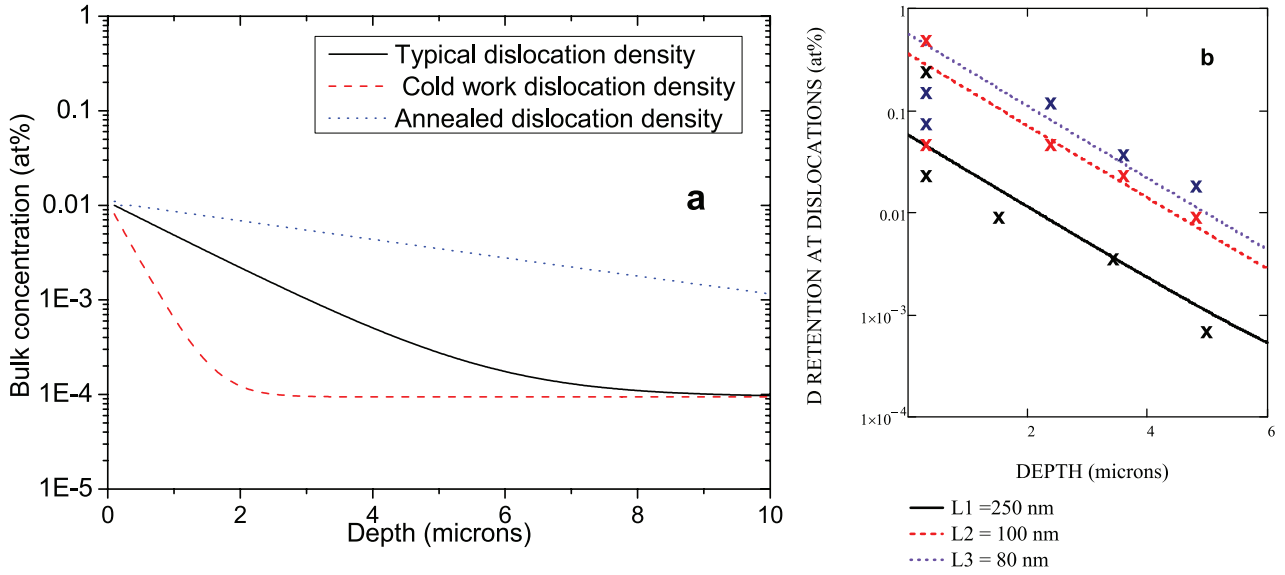 1
0.1
0.01
1E-3
1E-4
1E-5
Bulk concentration (at%)
Typical dislocation density
Cold work dislocation density
Annealed dislocation density
a
0 2 4 6 8 10
Depth (microns)
1
0.1
0.01
1×10⁻³
1×10⁻⁴
D RETENTION AT DISLOCATIONS (at%)
b
2 4 6
DEPTH (microns)
L1 =250 nm
L2 = 100 nm
L3 = 80 nm